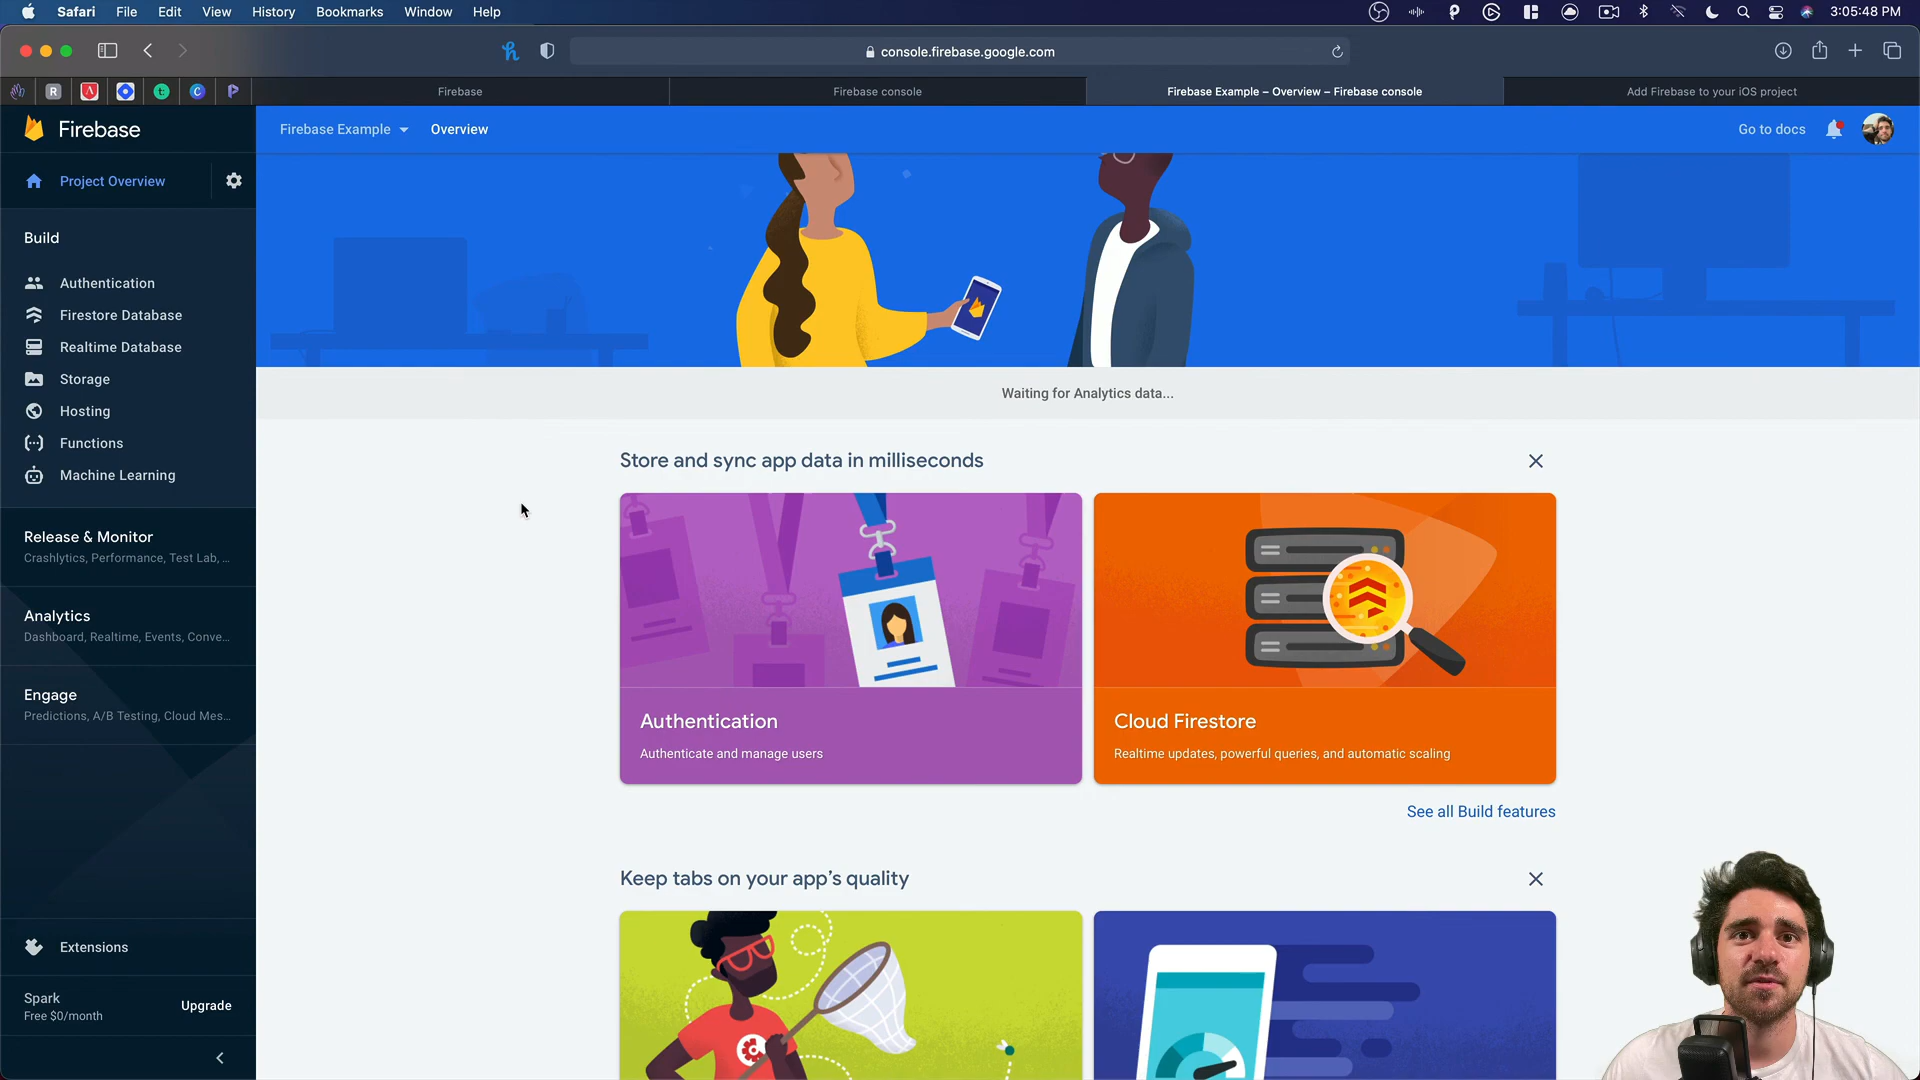 Safari File Edit View History Bookmarks Window Help 3:05:48 PM
console.firebase.google.com
Firebase
Firebase console
Firebase Example – Overview – Firebase console
Add Firebase to your iOS project
Firebase
Firebase Example
Overview
Go to docs
Project Overview
Build
Authentication
Firestore Database
Realtime Database
Storage
Hosting
Functions
Machine Learning
Release & Monitor
Crashlytics, Performance, Test Lab, ...
Analytics
Dashboard, Realtime, Events, Conve...
Engage
Predictions, A/B Testing, Cloud Mes...
Extensions
Spark
Free $0/month
Upgrade
Waiting for Analytics data...
Store and sync app data in milliseconds
Authentication
Authenticate and manage users
Cloud Firestore
Realtime updates, powerful queries, and automatic scaling
See all Build features
Keep tabs on your app’s quality